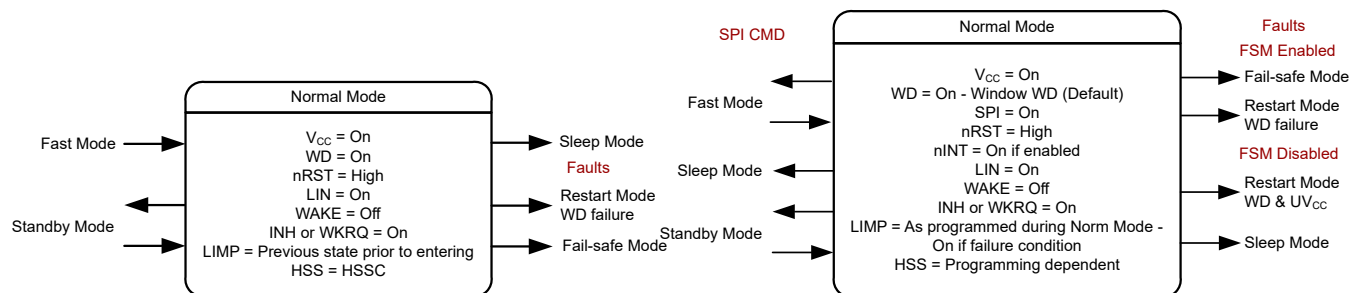 Normal Mode
Fast Mode
Standby Mode
V_CC = On
WD = On
nRST = High
LIN = On
WAKE = Off
INH or WKRQ = On
LIMP = Previous state prior to entering
HSS = HSSC
Sleep Mode
Faults
Restart Mode
WD failure
Fail-safe Mode
SPI CMD
Fast Mode
Sleep Mode
Standby Mode
Normal Mode
V_CC = On
WD = On - Window WD (Default)
SPI = On
nRST = High
nINT = On if enabled
LIN = On
WAKE = Off
INH or WKRQ = On
LIMP = As programmed during Norm Mode -
On if failure condition
HSS = Programming dependent
Faults
FSM Enabled
Fail-safe Mode
Restart Mode
WD failure
FSM Disabled
Restart Mode
WD & UV_CC
Sleep Mode